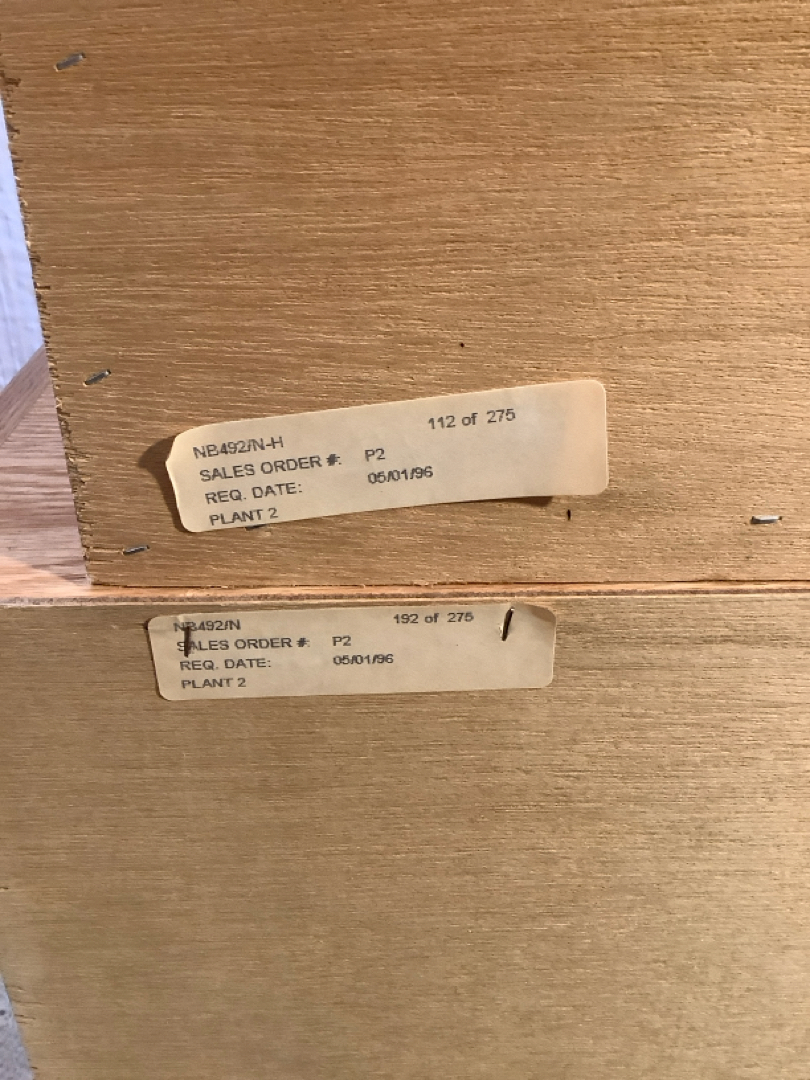 NB492/N-H 112 of 275
SALES ORDER #: P2
REQ. DATE: 05/01/96
PLANT 2
NB492/N 192 of 275
SALES ORDER #: P2
REQ. DATE: 05/01/96
PLANT 2